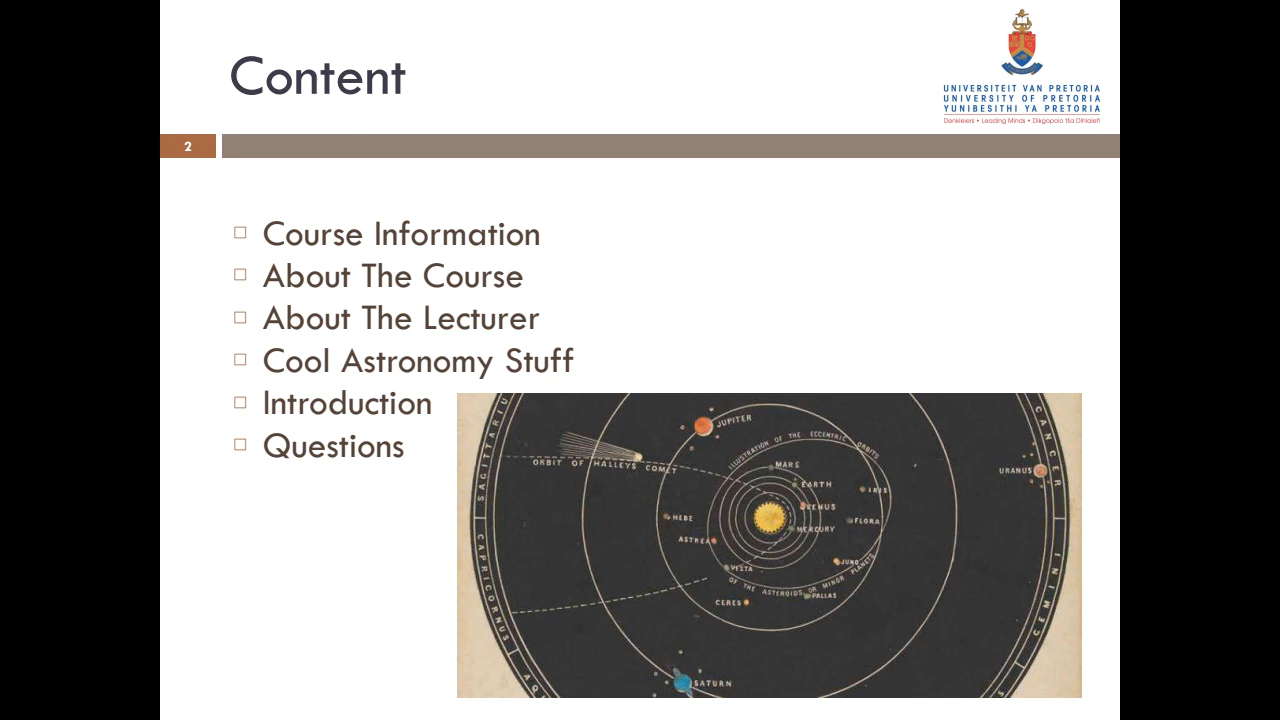 Content
UNIVERSITEIT VAN PRETORIA
UNIVERSITY OF PRETORIA
YUNIBESITHI YA PRETORIA
Denkleiers • Leading Minds • Dikgopolo tša Dihlalefi
2
Course Information
About The Course
About The Lecturer
Cool Astronomy Stuff
Introduction
Questions
SAGITTARIUS
CAPRICORNUS
AQ
CANCER
GEMINI
JUPITER
ILLUSTRATION OF THE ECCENTRIC ORBITS
OF THE ASTEROIDS OR MINOR PLANETS
ORBIT OF HALLEYS COMET
MARS
EARTH
VENUS
MERCURY
IRIS
FLORA
HEBE
ASTREA
VESTA
JUNO
CERES
PALLAS
URANUS
SATURN